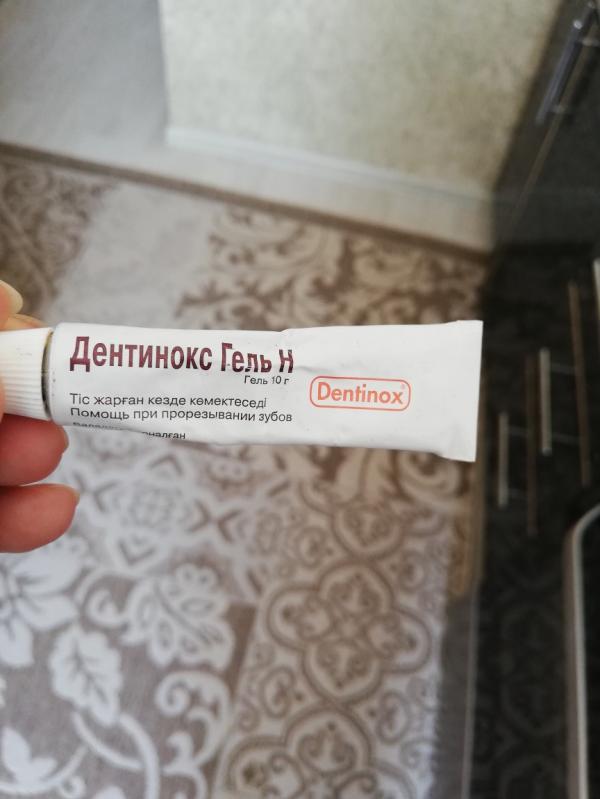 Дентинокс Гель Н
Гель 10 г
Dentinox®
Тіс жарған кезде көмектеседі
Помощь при прорезывании зубов